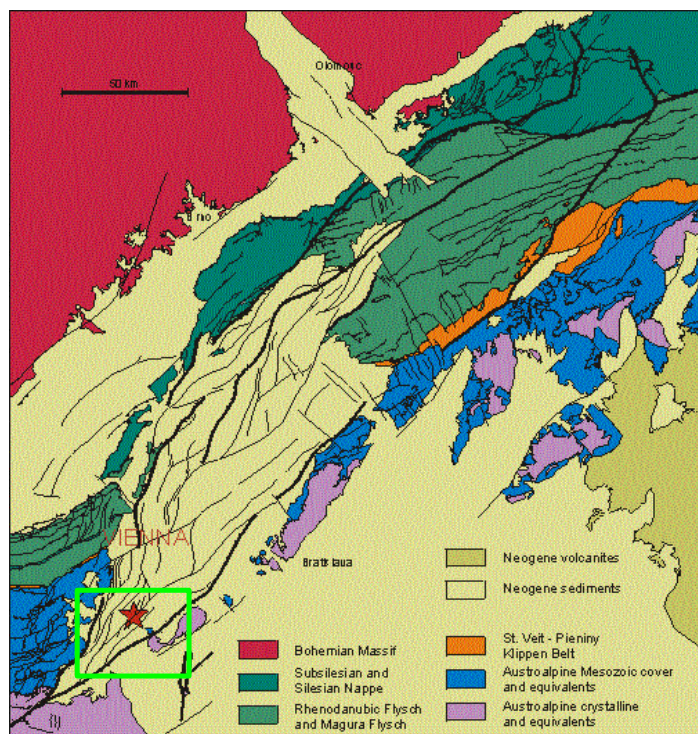 Olomouc
50 km
Brno
VIENNA
Bratislava
Neogene volcanites
Neogene sediments
St. Veit - Pieniny
Klippen Belt
Bohemian Massif
Austroalpine Mesozoic cover
and equivalents
Subsilesian and
Silesian Nappe
Austroalpine crystalline
and equivalents
Rhenodanubic Flysch
and Magura Flysch